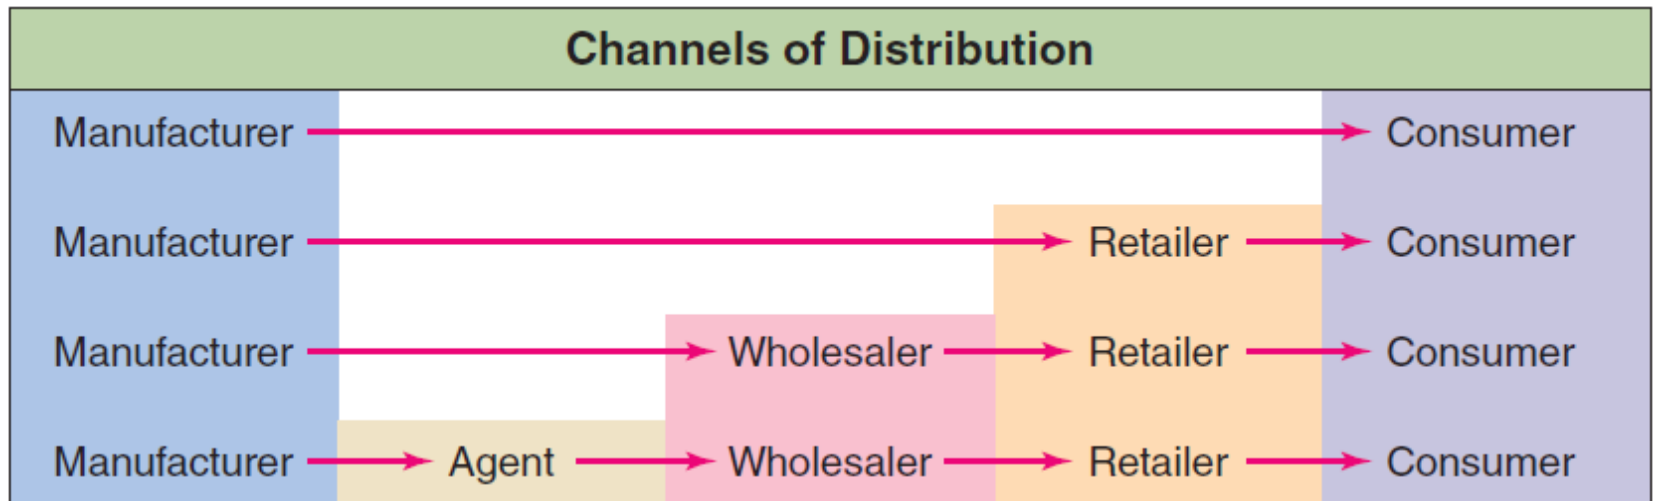 Channels of Distribution
Manufacturer Consumer
Manufacturer Retailer Consumer
Manufacturer Wholesaler Retailer Consumer
Manufacturer Agent Wholesaler Retailer Consumer